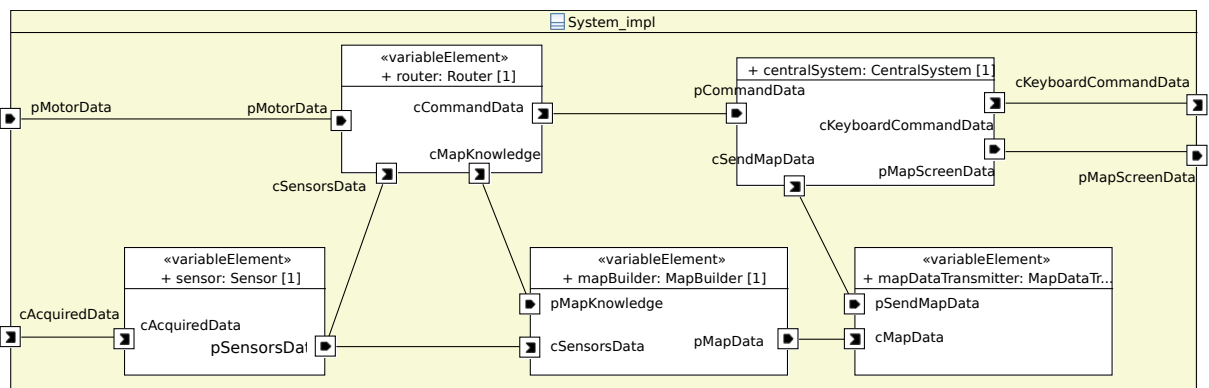 System_impl
«variableElement»
+ router: Router [1]
+ centralSystem: CentralSystem [1]
cKeyboardCommandData
pMotorData
pMotorData
cCommandData
pCommandData
cKeyboardCommandData
cMapKnowledge
cSendMapData
pMapScreenData
pMapScreenData
cSensorsData
«variableElement»
+ sensor: Sensor [1]
«variableElement»
+ mapBuilder: MapBuilder [1]
«variableElement»
+ mapDataTransmitter: MapDataTr...
pMapKnowledge
pSendMapData
cAcquiredData
cAcquiredData
pSensorsDat
cSensorsData
pMapData
cMapData